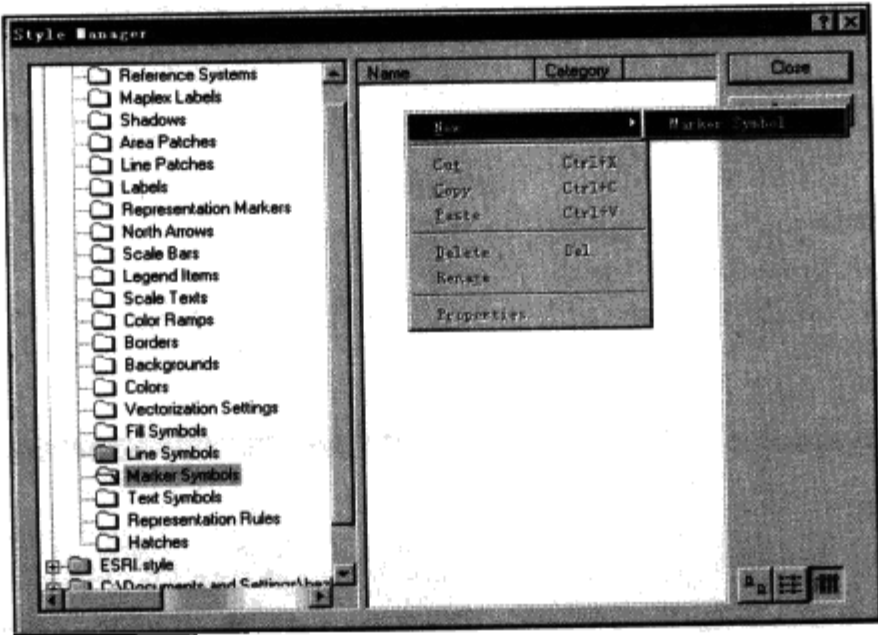 Style Manager
Reference Systems
Maplex Labels
Shadows
Area Patches
Line Patches
Labels
Representation Markers
North Arrows
Scale Bars
Legend Items
Scale Texts
Color Ramps
Borders
Backgrounds
Colors
Vectorization Settings
Fill Symbols
Line Symbols
Marker Symbols
Text Symbols
Representation Rules
Hatches
ESRI.style
C:\Documents and Settings\
Name Category
Close
New
Marker Symbol
Cut Ctrl+X
Copy Ctrl+C
Paste Ctrl+V
Delete Del
Rename
Properties